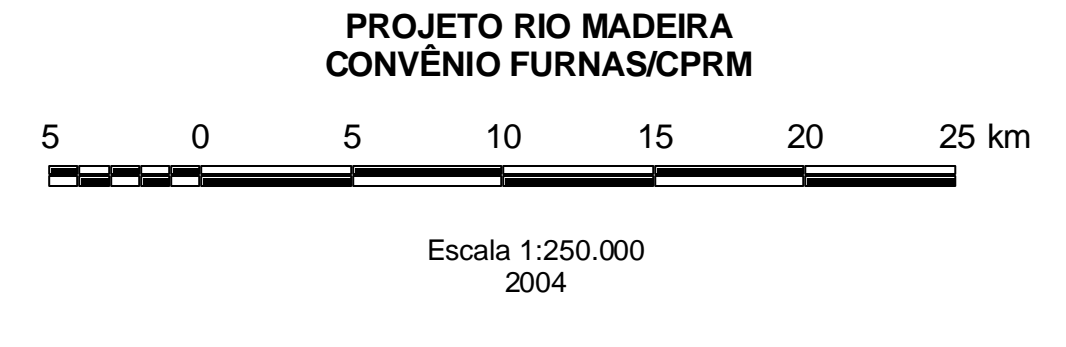 PROJETO RIO MADEIRA
CONVÊNIO FURNAS/CPRM
5 0 5 10 15 20 25 km
Escala 1:250.000
2004